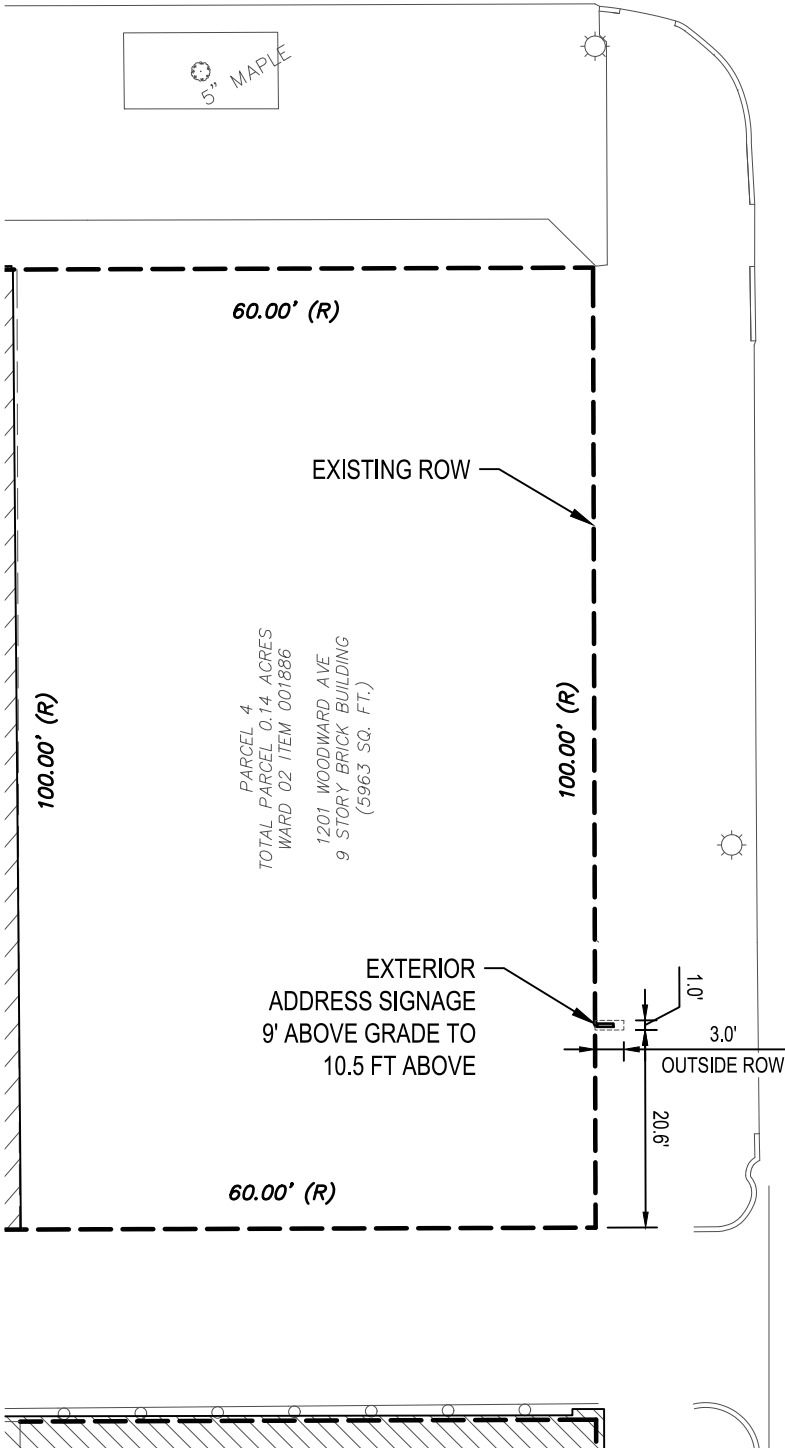 5" MAPLE
60.00' (R)
EXISTING ROW
PARCEL 4
TOTAL PARCEL 0.14 ACRES
WARD 02 ITEM 001886
1201 WOODWARD AVE
9 STORY BRICK BUILDING
(5963 SQ. FT.)
100.00' (R)
100.00' (R)
EXTERIOR
ADDRESS SIGNAGE
9' ABOVE GRADE TO
10.5 FT ABOVE
1.0'
3.0'
OUTSIDE ROW
20.6'
60.00' (R)